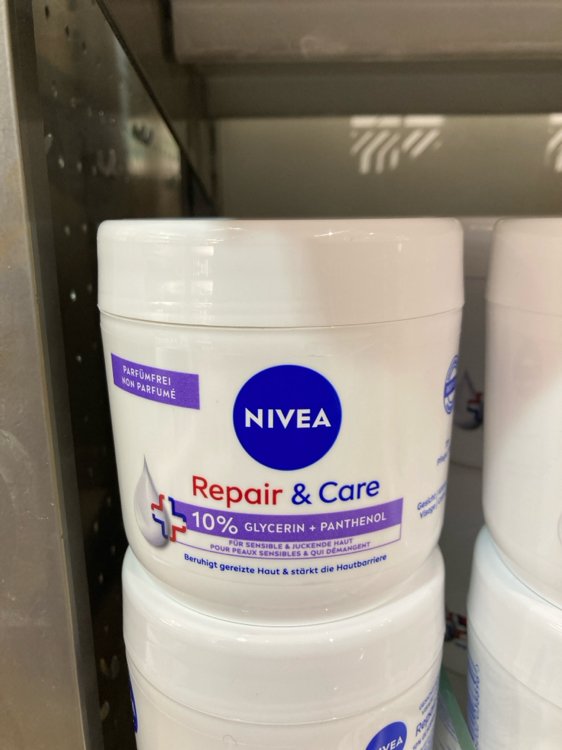 PARFÜMFREI
NON PARFUMÉ
NIVEA
Repair & Care
10% GLYCERIN + PANTHENOL
FÜR SENSIBLE & JUCKENDE HAUT
POUR PEAUX SENSIBLES & QUI DÉMANGENT
Beruhigt gereizte Haut & stärkt die Hautbarriere